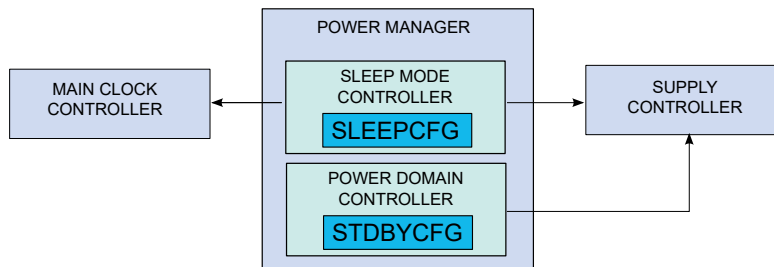 POWER MANAGER
MAIN CLOCK
CONTROLLER
SLEEP MODE
CONTROLLER
SLEEPCFG
SUPPLY
CONTROLLER
POWER DOMAIN
CONTROLLER
STDBYCFG